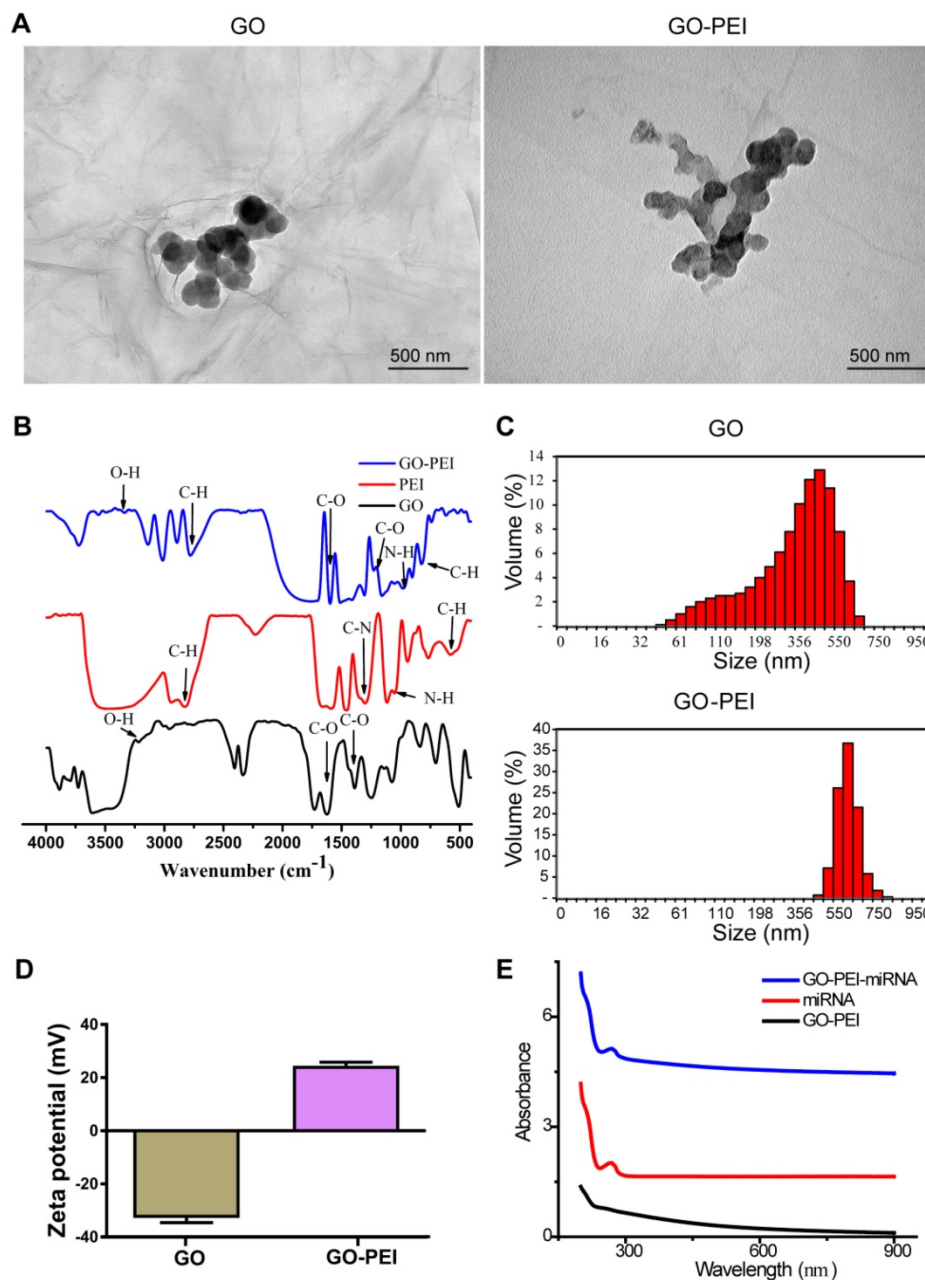 A
GO
GO-PEI
500 nm
500 nm
B
GO-PEI
PEI
GO
O-H
C-H
C-O
C-O
N-H
C-H
C-H
C-N
C-H
N-H
O-H
C-O
C-O
4000 3500 3000 2500 2000 1500 1000 500
Wavenumber (cm-1)
C
GO
Volume (%)
14
12
10
8
6
4
2
-
0 16 32 61 110 198 356 550 750 950
Size (nm)
GO-PEI
Volume (%)
40
35
30
25
20
15
10
5
-
0 16 32 61 110 198 356 550 750 950
Size (nm)
D
Zeta potential (mV)
40
20
0
-20
-40
GO GO-PEI
E
GO-PEI-miRNA
miRNA
GO-PEI
Absorbance
6
3
0
300 600 900
Wavelength (nm)